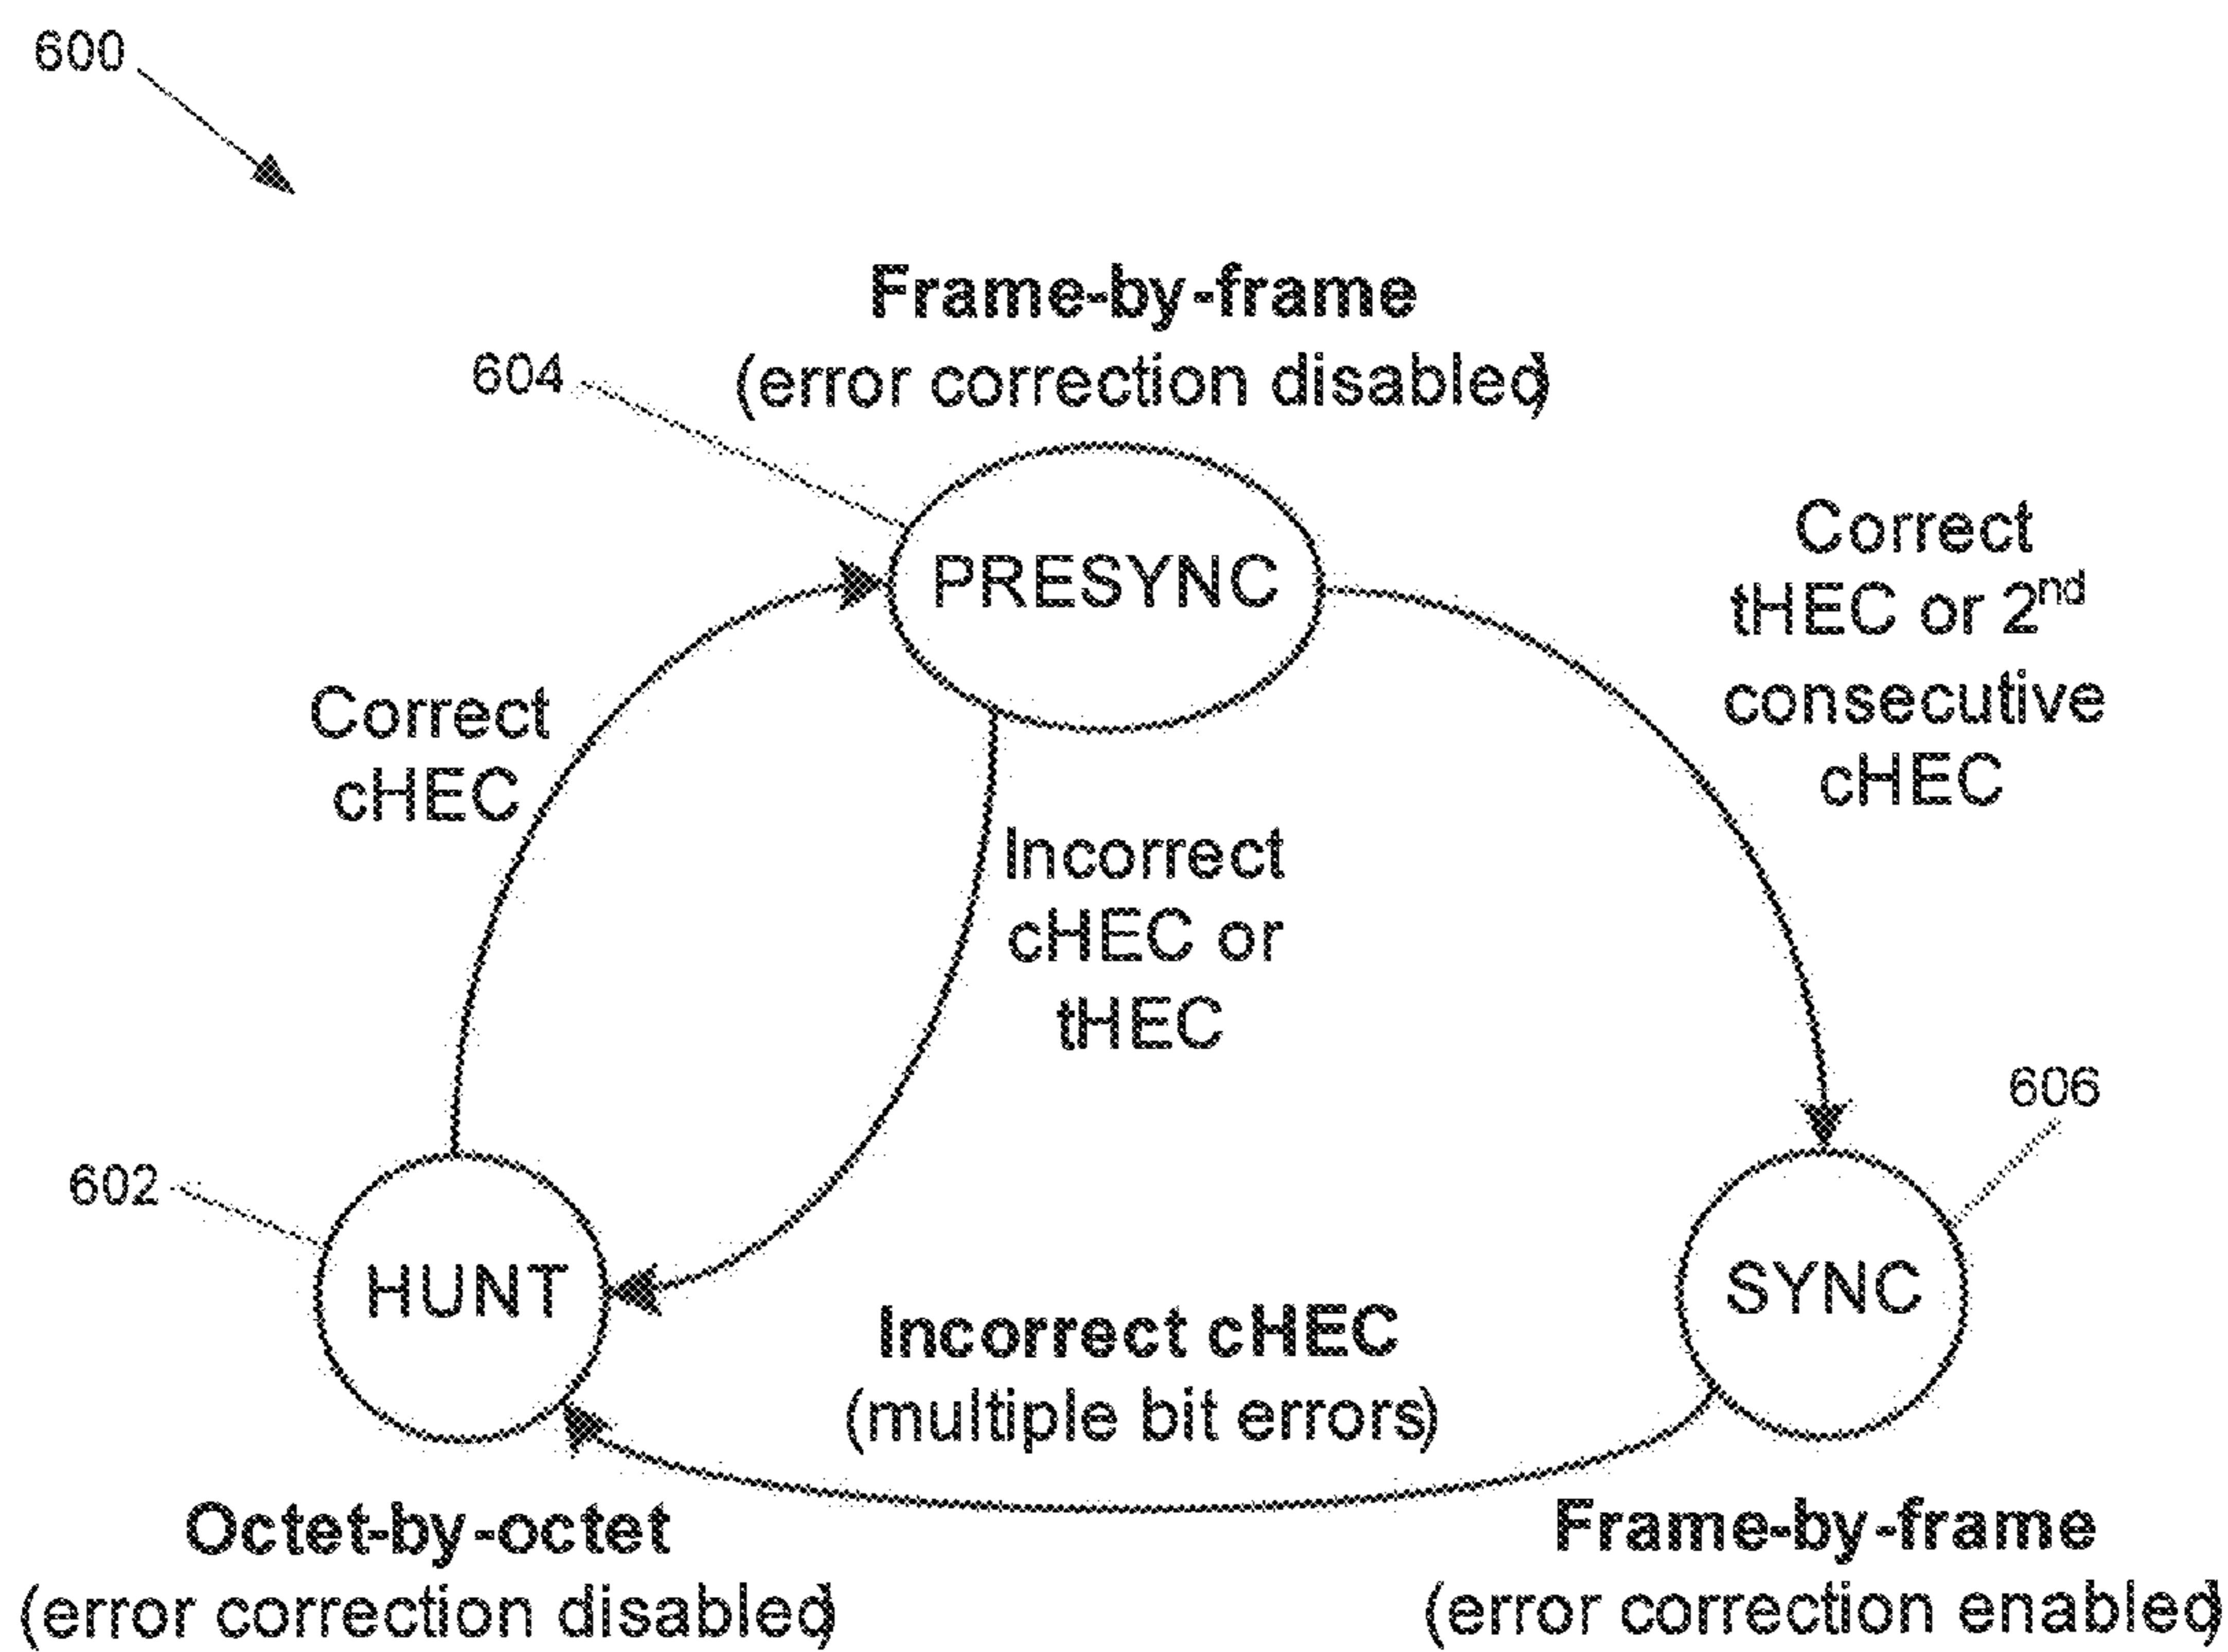 600
Frame-by-frame
(error correction disabled)
604
PRESYNC
Correct
tHEC or 2nd
consecutive
cHEC
Correct
cHEC
Incorrect
cHEC or
tHEC
606
602
HUNT
SYNC
Incorrect cHEC
(multiple bit errors)
Octet-by-octet
(error correction disabled)
Frame-by-frame
(error correction enabled)